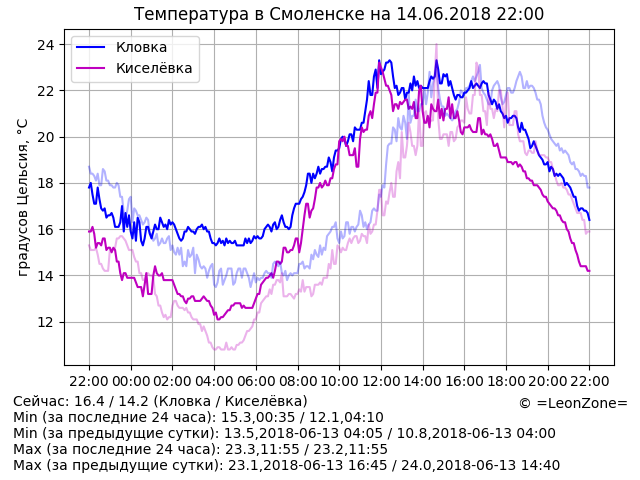 Температура в Смоленске на 14.06.2018 22:00
Кловка
Киселёвка
градусов Цельсия, °C
24
22
20
18
16
14
12
22:00 00:00 02:00 04:00 06:00 08:00 10:00 12:00 14:00 16:00 18:00 20:00 22:00
Сейчас: 16.4 / 14.2 (Кловка / Киселёвка)
© =LeonZone=
Min (за последние 24 часа): 15.3,00:35 / 12.1,04:10
Min (за предыдущие сутки): 13.5,2018-06-13 04:05 / 10.8,2018-06-13 04:00
Max (за последние 24 часа): 23.3,11:55 / 23.2,11:55
Max (за предыдущие сутки): 23.1,2018-06-13 16:45 / 24.0,2018-06-13 14:40